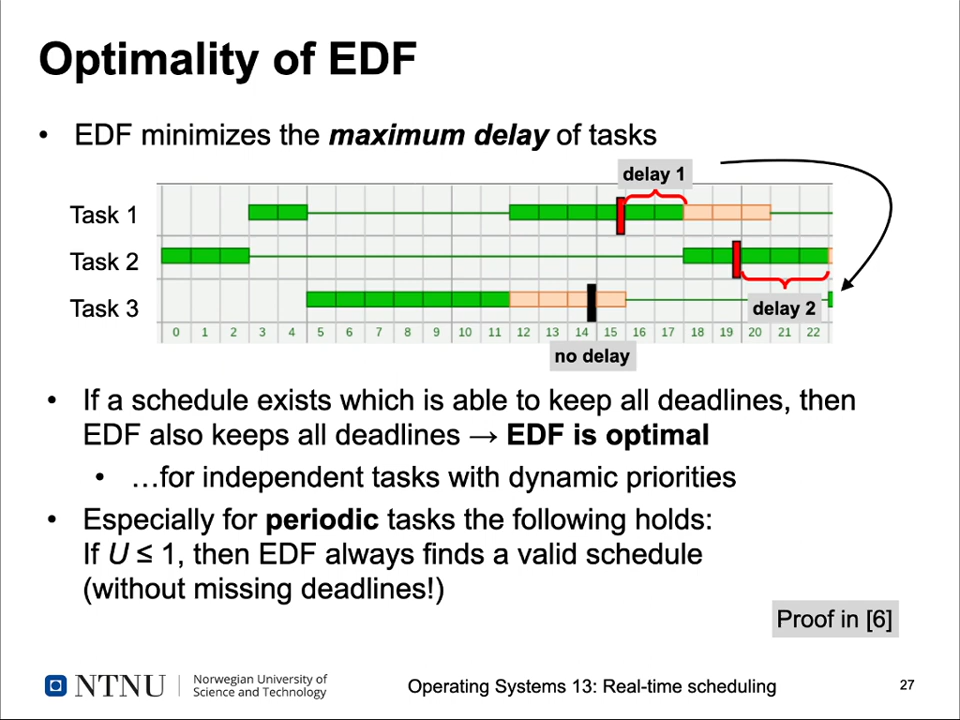 Optimality of EDF
• EDF minimizes the maximum delay of tasks
delay 1
Task 1
Task 2
Task 3
delay 2
0 1 2 3 4 5 6 7 8 9 10 11 12 13 14 15 16 17 18 19 20 21 22
no delay
• If a schedule exists which is able to keep all deadlines, then
EDF also keeps all deadlines → EDF is optimal
• …for independent tasks with dynamic priorities
• Especially for periodic tasks the following holds:
If U ≤ 1, then EDF always finds a valid schedule
(without missing deadlines!)
Proof in [6]
NTNU
Norwegian University of
Science and Technology
Operating Systems 13: Real-time scheduling
27